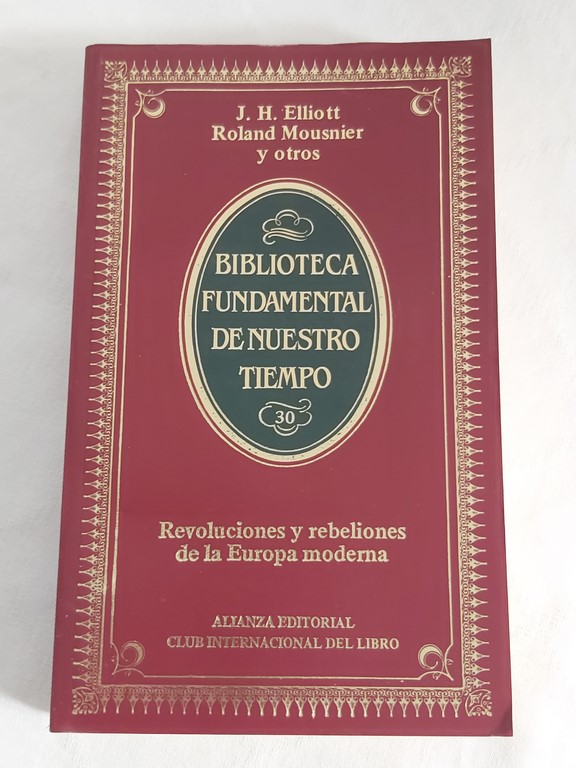 J. H. Elliott
Roland Mousnier
y otros
BIBLIOTECA
FUNDAMENTAL
DE NUESTRO
TIEMPO
30
Revoluciones y rebeliones
de la Europa moderna
ALIANZA EDITORIAL
CLUB INTERNACIONAL DEL LIBRO